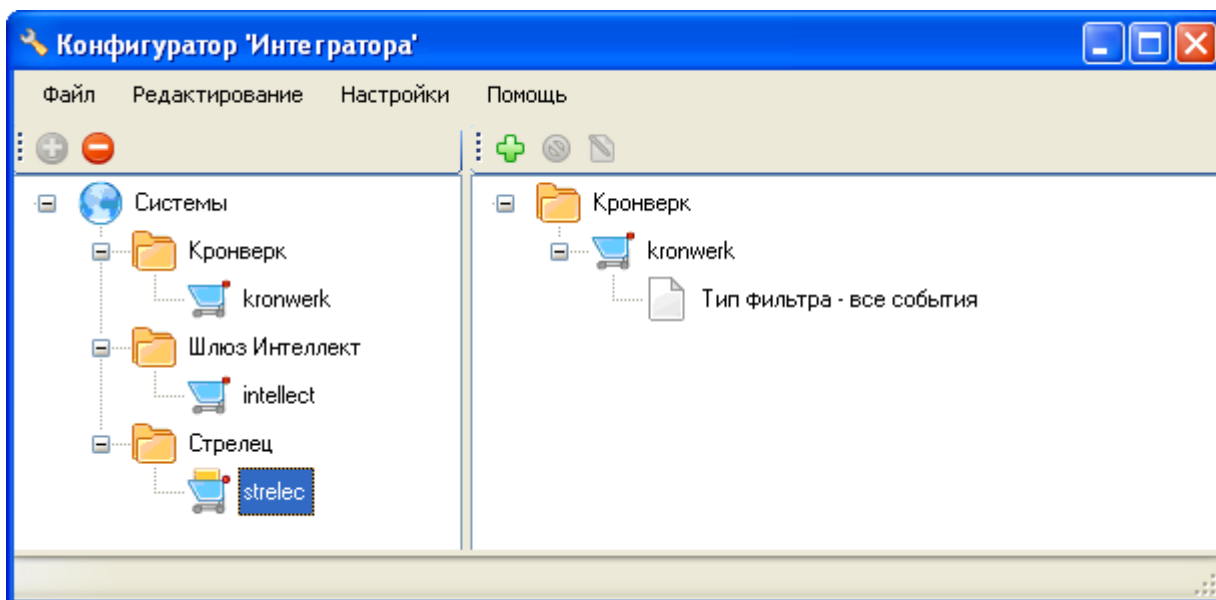 Конфигуратор 'Интегратора'
Файл Редактирование Настройки Помощь
Системы
Кронверк
kronwerk
Шлюз Интеллект
intellect
Стрелец
strelec
Кронверк
kronwerk
Тип фильтра - все события